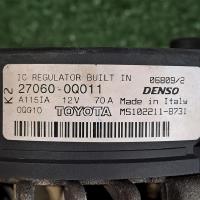 IC REGULATOR BUILT IN 06809/2
K2 27060-0Q011 DENSO
A115IA 12V 70A Made in Italy
OQG10 TOYOTA MS102211-8731